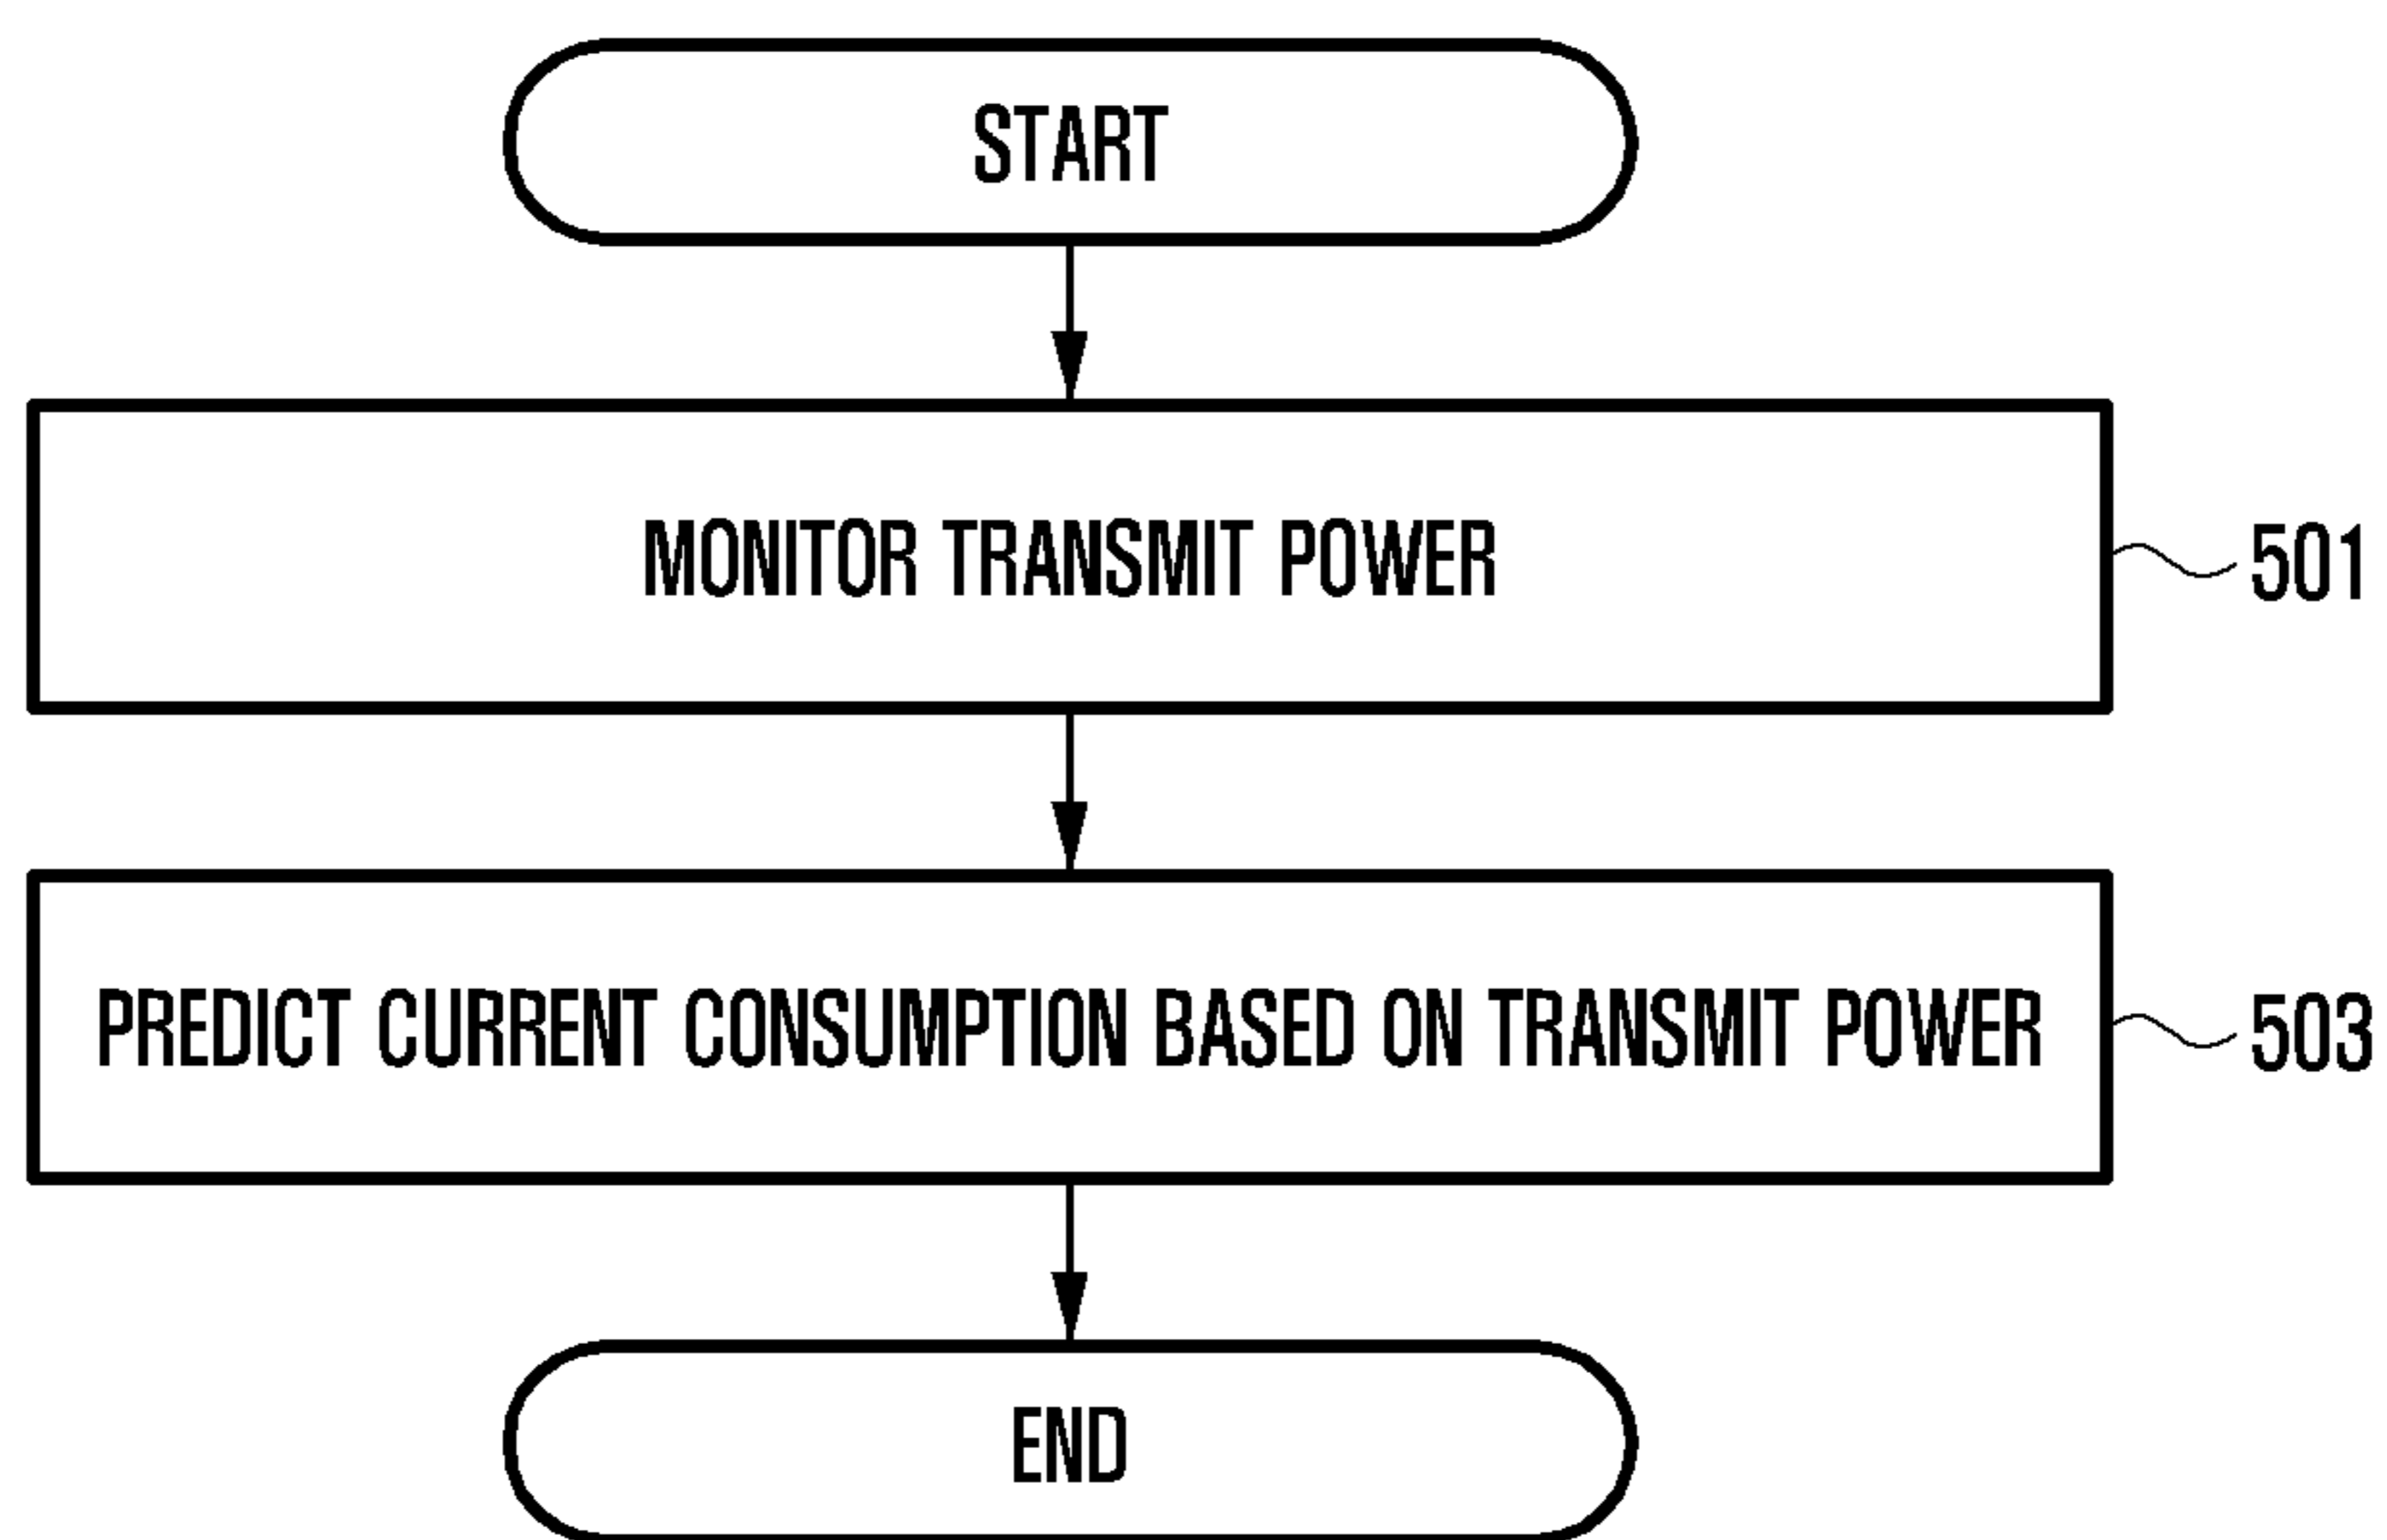 START
MONITOR TRANSMIT POWER
501
PREDICT CURRENT CONSUMPTION BASED ON TRANSMIT POWER
503
END